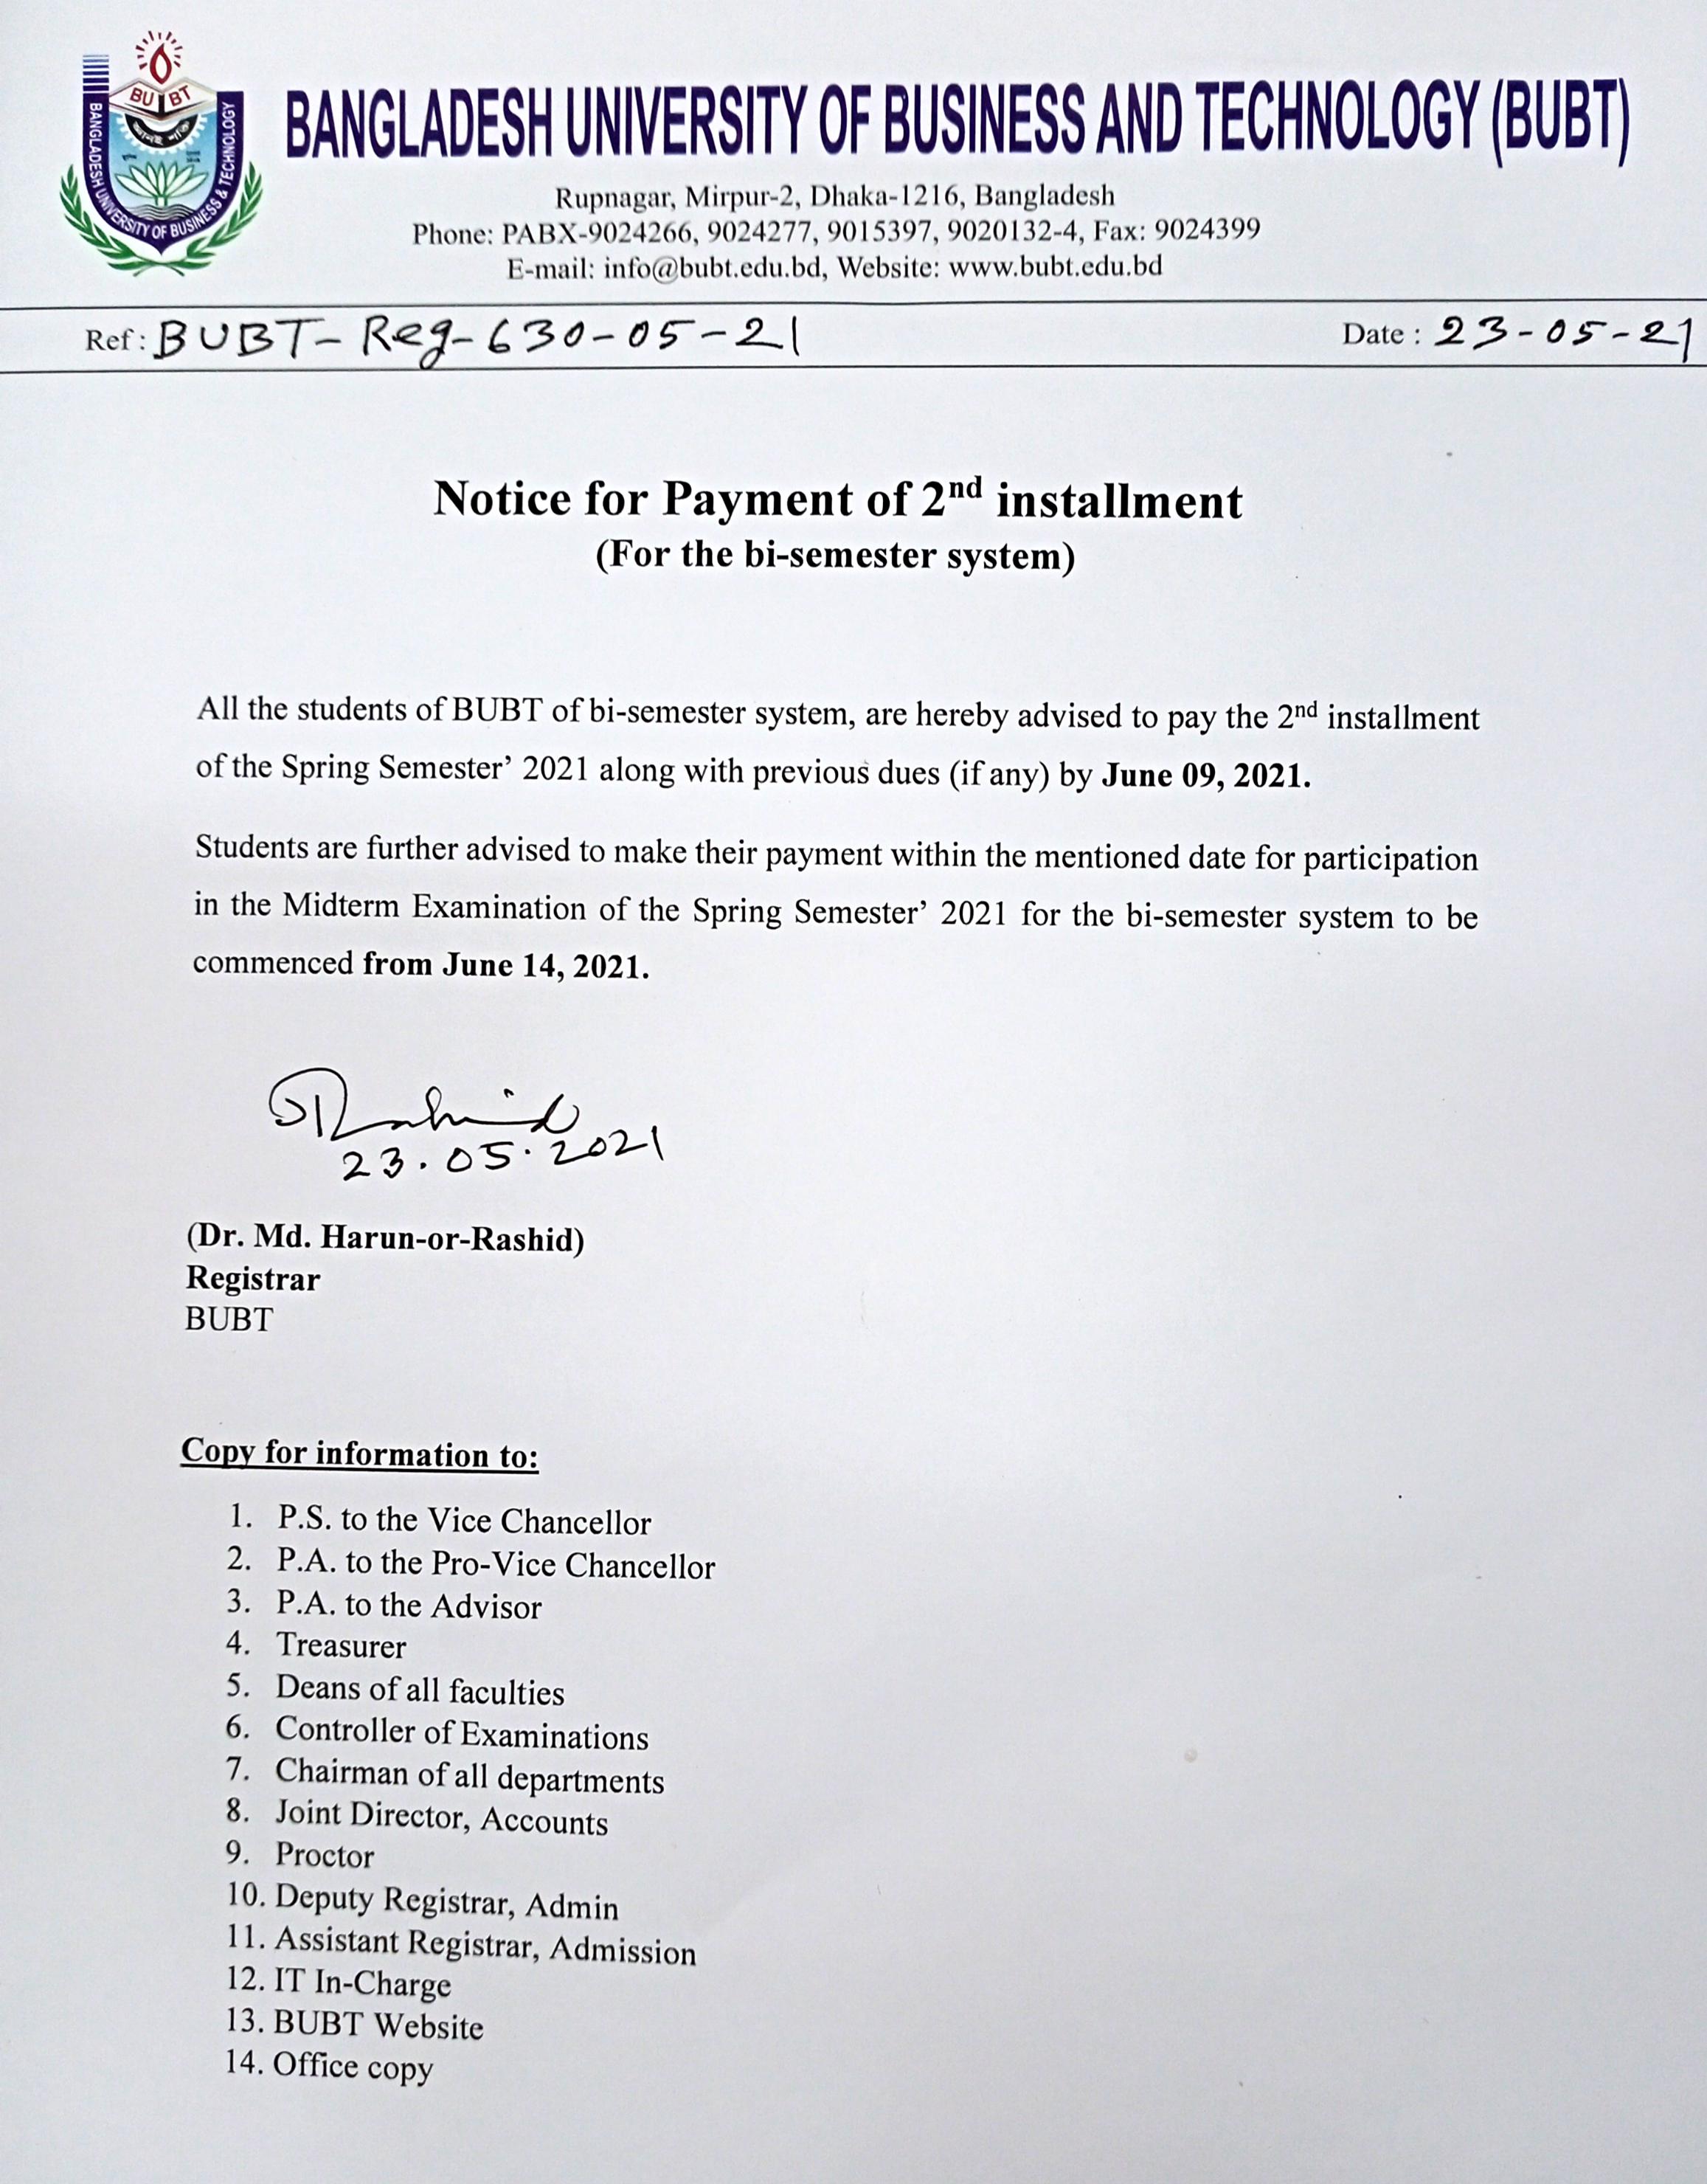 BUBT
BANGLADESH UNIVERSITY OF BUSINESS & TECHNOLOGY
BANGLADESH UNIVERSITY OF BUSINESS AND TECHNOLOGY (BUBT)
Rupnagar, Mirpur-2, Dhaka-1216, Bangladesh
Phone: PABX-9024266, 9024277, 9015397, 9020132-4, Fax: 9024399
E-mail: info@bubt.edu.bd, Website: www.bubt.edu.bd
Ref: BUBT-Reg-630-05-21 Date: 23-05-21
Notice for Payment of 2nd installment
(For the bi-semester system)
All the students of BUBT of bi-semester system, are hereby advised to pay the 2nd installment
of the Spring Semester’ 2021 along with previous dues (if any) by June 09, 2021.
Students are further advised to make their payment within the mentioned date for participation
in the Midterm Examination of the Spring Semester’ 2021 for the bi-semester system to be
commenced from June 14, 2021.
23.05.2021
(Dr. Md. Harun-or-Rashid)
Registrar
BUBT
Copy for information to:
1. P.S. to the Vice Chancellor
2. P.A. to the Pro-Vice Chancellor
3. P.A. to the Advisor
4. Treasurer
5. Deans of all faculties
6. Controller of Examinations
7. Chairman of all departments
8. Joint Director, Accounts
9. Proctor
10. Deputy Registrar, Admin
11. Assistant Registrar, Admission
12. IT In-Charge
13. BUBT Website
14. Office copy